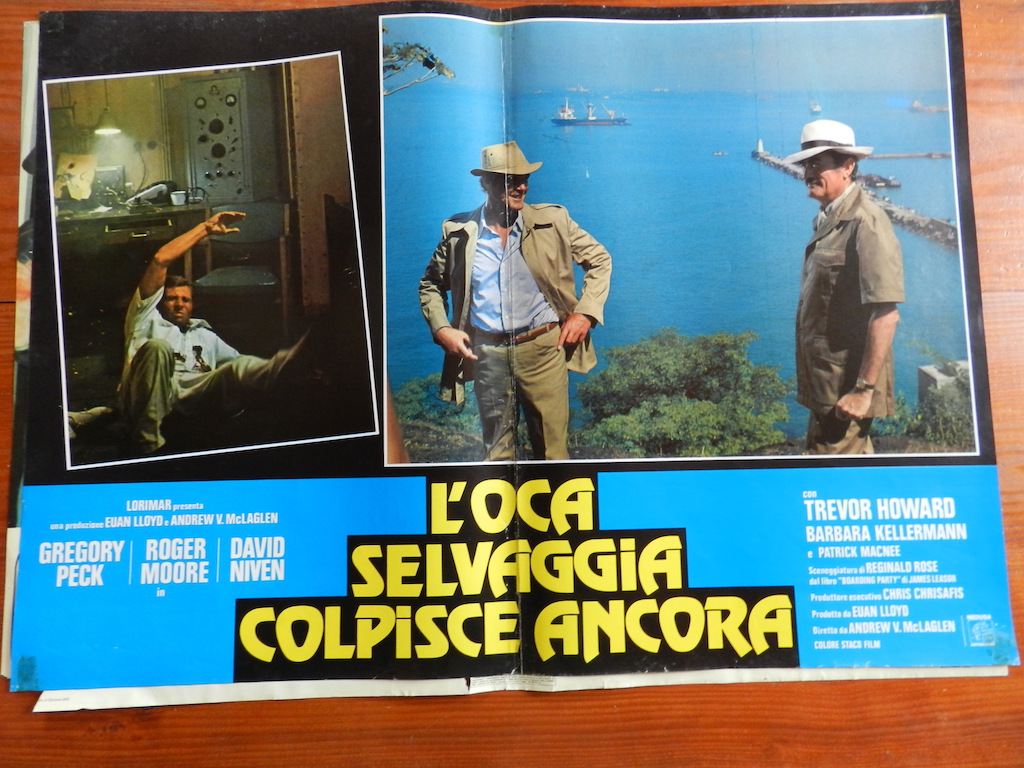 LORIMAR presenta
una produzione EUAN LLOYD e ANDREW V. McLAGLEN
GREGORY PECK
ROGER MOORE
DAVID NIVEN
in
L'OCA
SELVAGGIA
COLPISCE ANCORA
con
TREVOR HOWARD
BARBARA KELLERMANN
e PATRICK MACNEE
Sceneggiatura di REGINALD ROSE
dal libro "BOARDING PARTY" di JAMES LEASOR
Produttore esecutivo CHRIS CHRISAFIS
Prodotto da EUAN LLOYD
Diretto da ANDREW V. McLAGLEN
COLORE STACO FILM